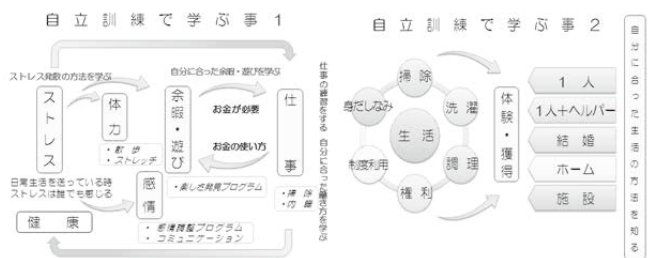 自立訓練で学ぶ事1
ストレス発散の方法を学ぶ
自分に合った余暇・遊びを学ぶ
ストレス
体力
・散歩
・ストレッチ
余暇・遊び
お金が必要
お金の使い方
仕事
・掃除
・内職
・楽しさ発見プログラム
日常生活を送っている時
ストレスは誰でも感じる
感情
・感情調整プログラム
・コミュニケーション
健康
仕事の練習をする 自分に合った働き方を学ぶ
自立訓練で学ぶ事2
掃除
身だしなみ
洗濯
生活
制度利用
調理
権利
体験・獲得
1人
1人+ヘルパー
結婚
ホーム
施設
自分に合った生活の方法を知る